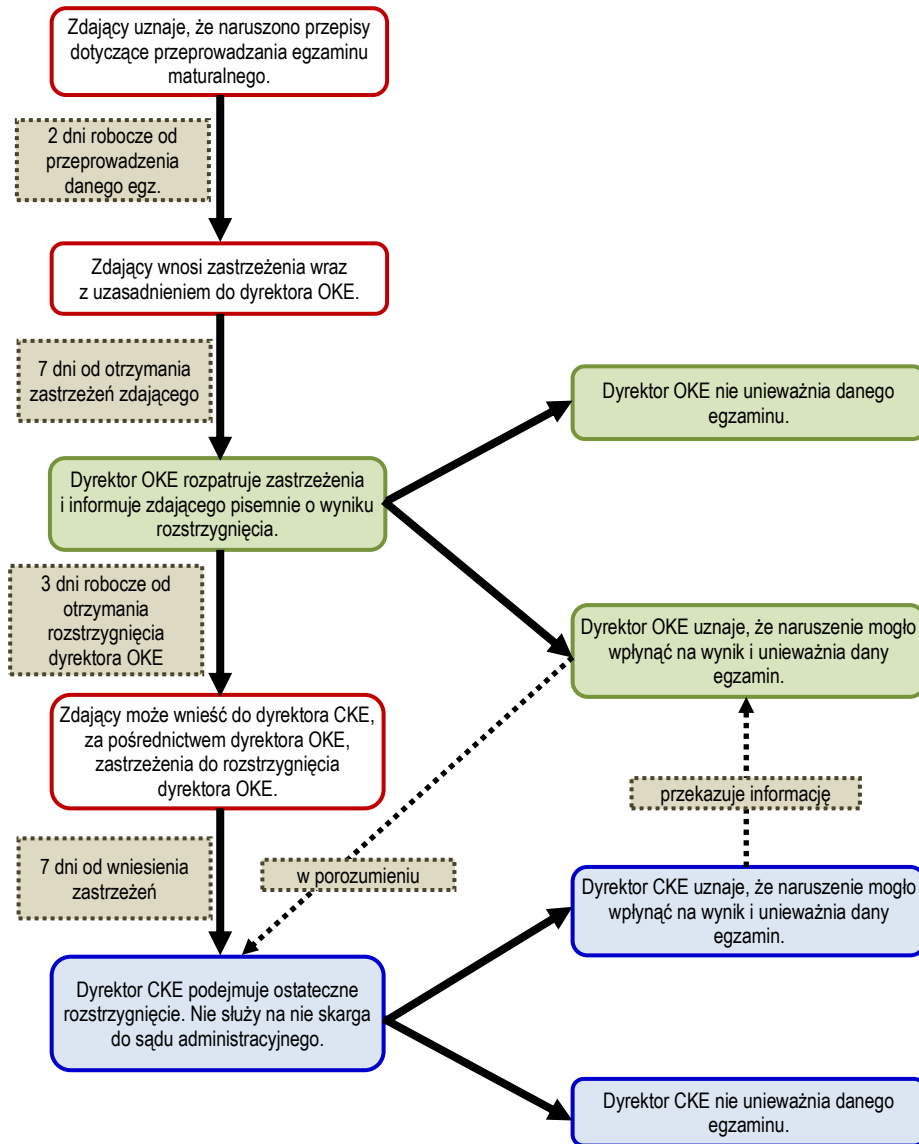 Zdający uznaje, że naruszono przepisy
dotyczące przeprowadzania egzaminu
maturalnego.
2 dni robocze od
przeprowadzenia
danego egz.
Zdający wnosi zastrzeżenia wraz
z uzasadnieniem do dyrektora OKE.
7 dni od otrzymania
zastrzeżeń zdającego
Dyrektor OKE nie unieważnia danego
egzaminu.
Dyrektor OKE rozpatruje zastrzeżenia
i informuje zdającego pisemnie o wyniku
rozstrzygnięcia.
3 dni robocze od
otrzymania
rozstrzygnięcia
dyrektora OKE
Dyrektor OKE uznaje, że naruszenie mogło
wpłynąć na wynik i unieważnia dany
egzamin.
Zdający może wnieść do dyrektora CKE,
za pośrednictwem dyrektora OKE,
zastrzeżenia do rozstrzygnięcia
dyrektora OKE.
przekazuje informację
7 dni od wniesienia
zastrzeżeń
w porozumieniu
Dyrektor CKE uznaje, że naruszenie mogło
wpłynąć na wynik i unieważnia dany
egzamin.
Dyrektor CKE podejmuje ostateczne
rozstrzygnięcie. Nie służy na nie skarga
do sądu administracyjnego.
Dyrektor CKE nie unieważnia danego
egzaminu.